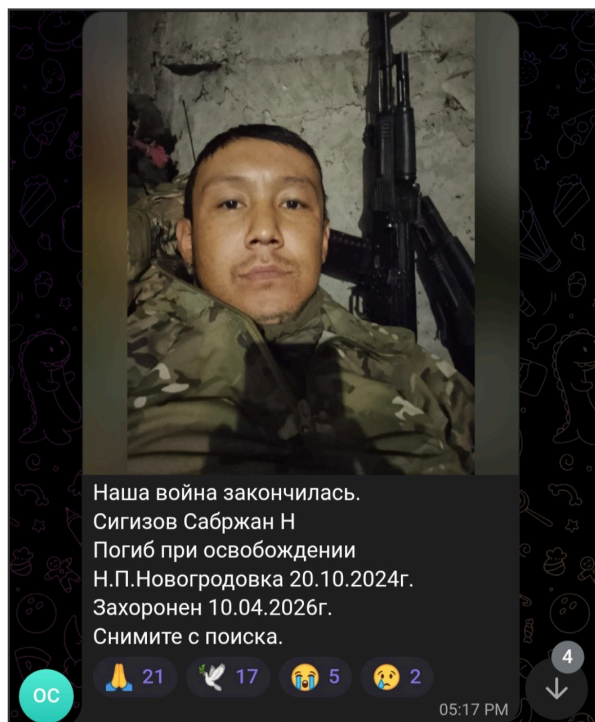 Наша война закончилась.
Сигизов Сабржан Н
Погиб при освобождении
Н.П.Новогродовка 20.10.2024г.
Захоронен 10.04.2026г.
Снимите с поиска.
🙏 21 🕊 17 😭 5 😢 2
05:17 PM
ОС
4